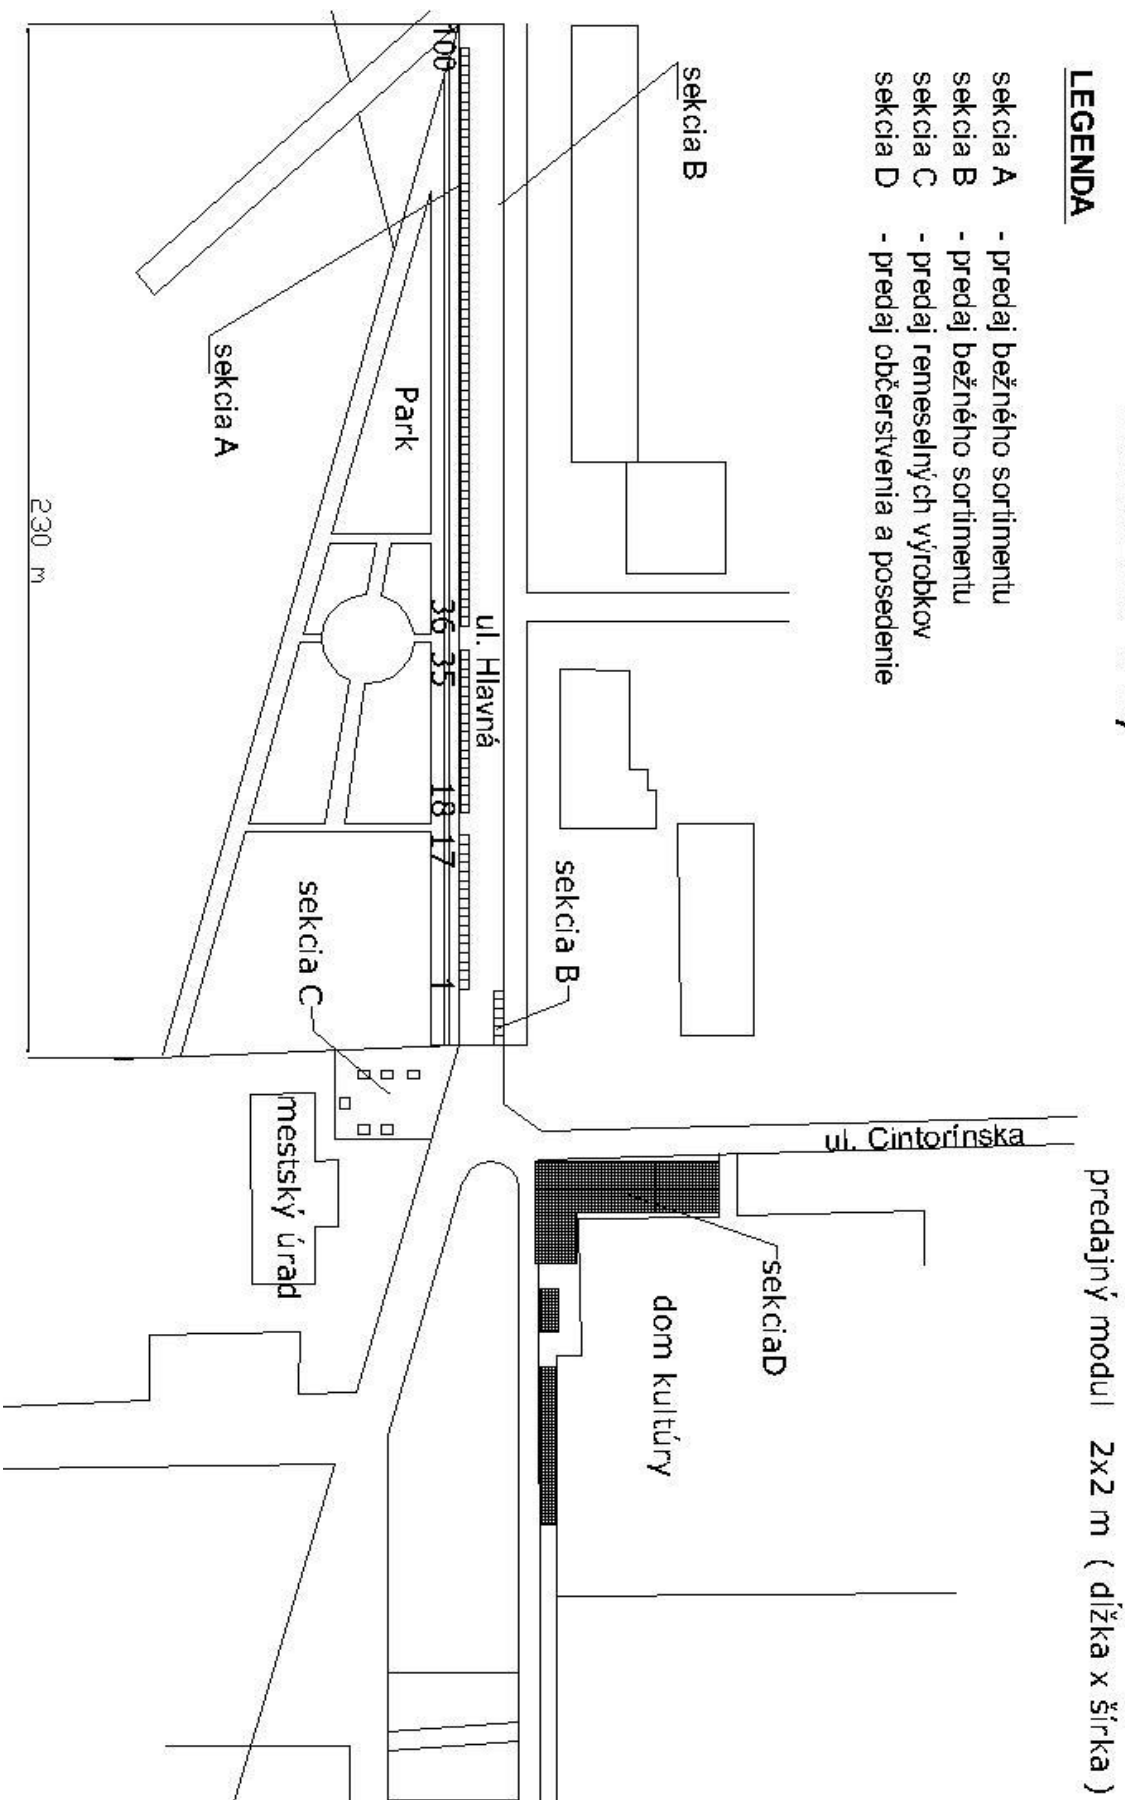 LEGENDA
sekcia A - predaj bežného sortimentu
sekcia B - predaj bežného sortimentu
sekcia C - predaj remeselných výrobkov
sekcia D - predaj občerstvenia a posedenie
predajný modul 2x2 m ( dĺžka x šírka )
sekcia B
sekcia B
ul. Cintorínska
sekciaD
dom kultúry
ul. Hlavná
100
36
35
18
17
1
Park
sekcia A
sekcia C
mestský úrad
230 m